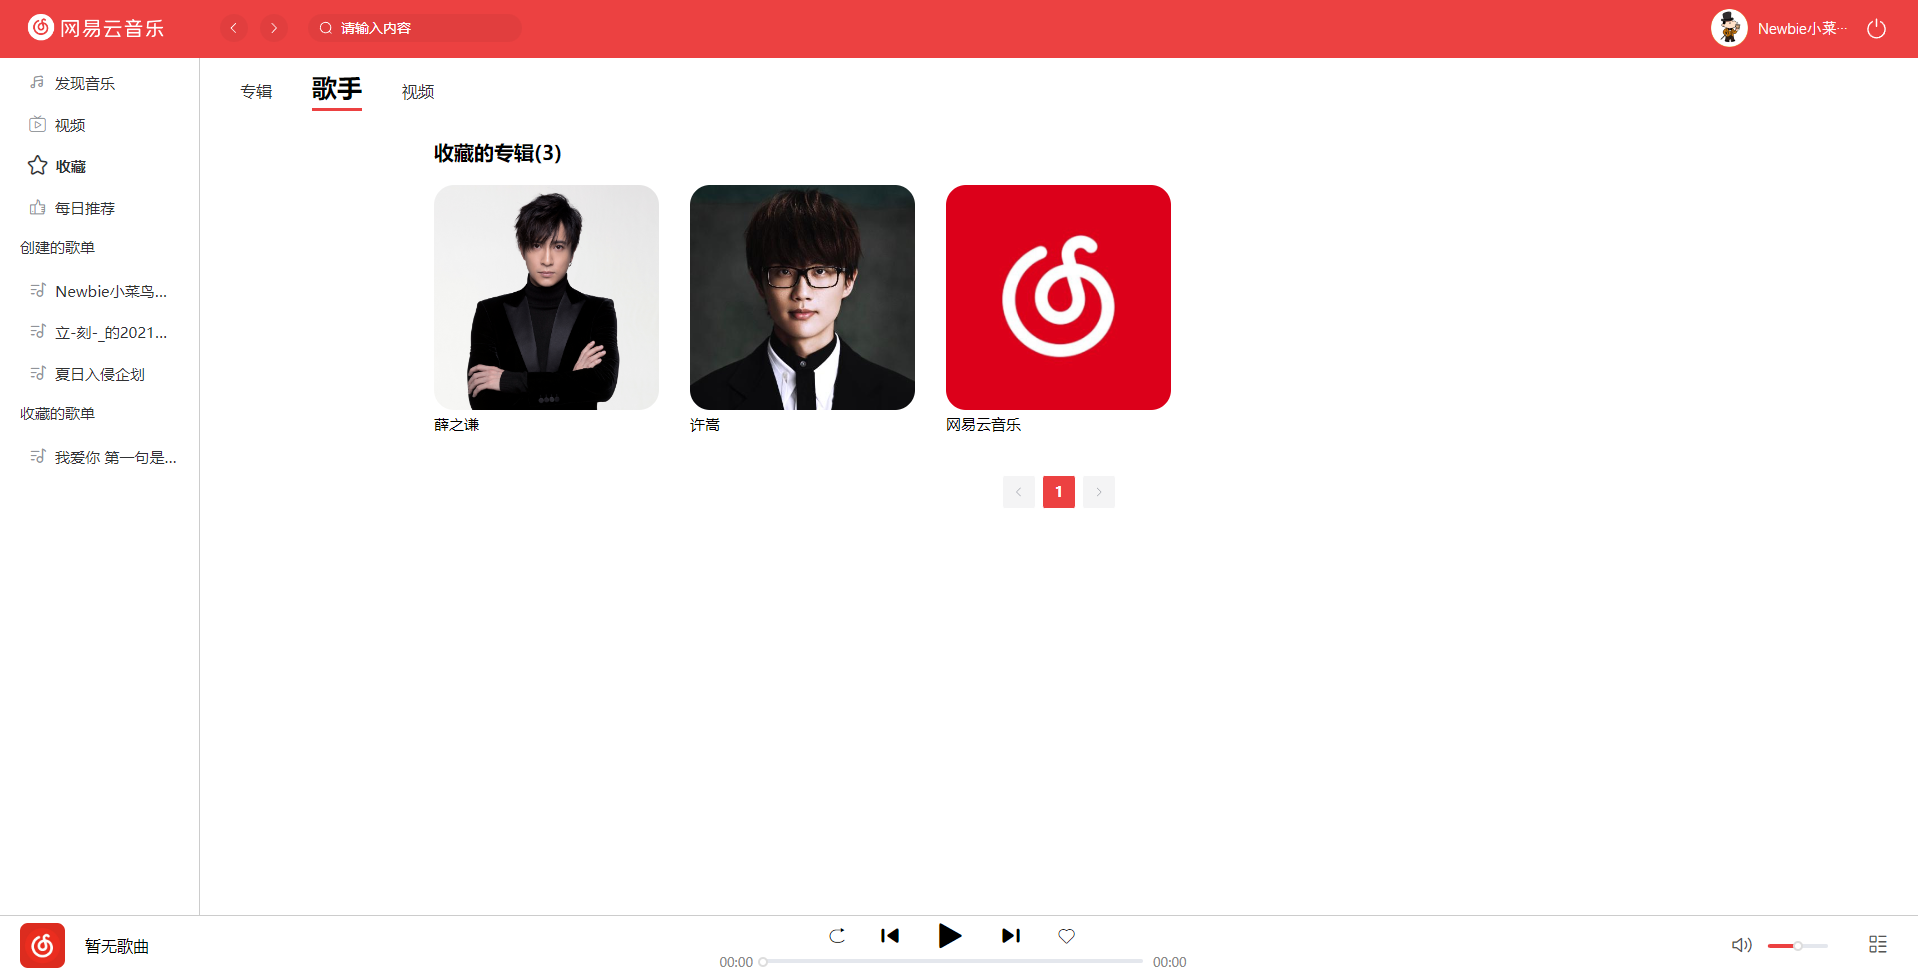 网易云音乐
请输入内容
Newbie小菜···
发现音乐
视频
收藏
每日推荐
创建的歌单
Newbie小菜鸟...
立-刻-_的2021...
夏日入侵企划
收藏的歌单
我爱你 第一句是...
专辑
歌手
视频
收藏的专辑(3)
薛之谦
许嵩
网易云音乐
1
暂无歌曲
00:00
00:00